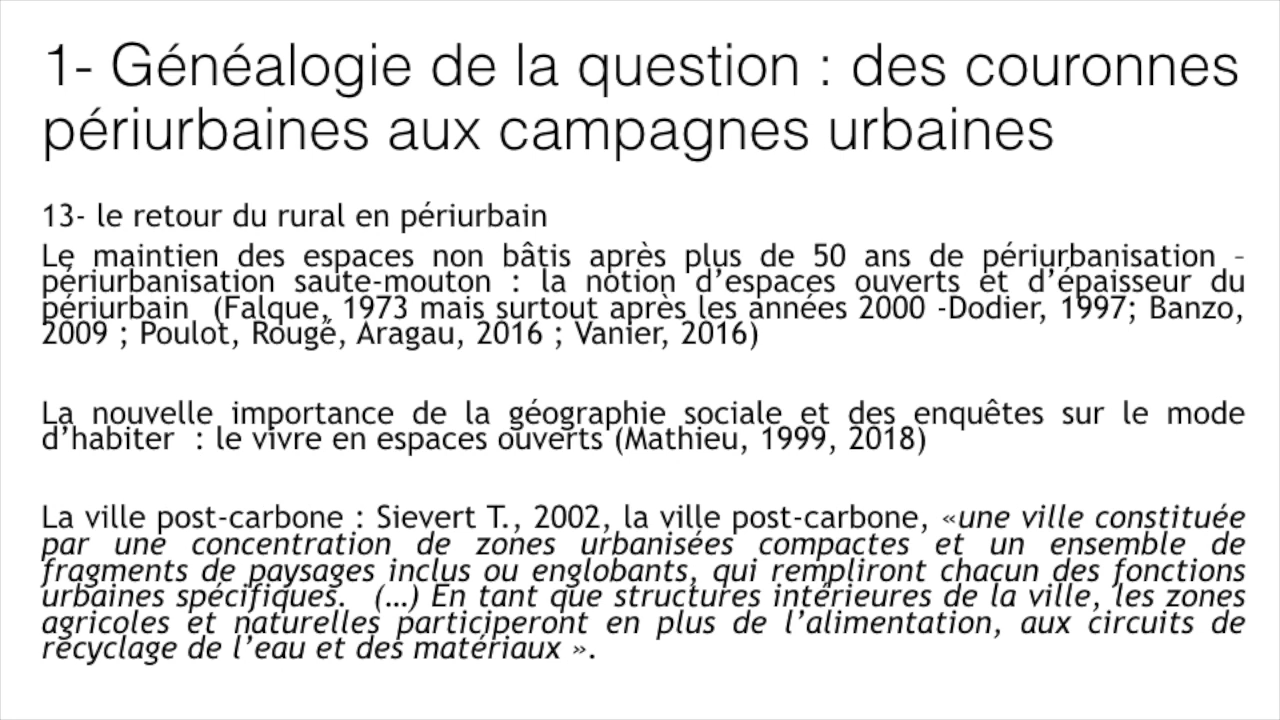 1- Généalogie de la question : des couronnes
périurbaines aux campagnes urbaines
13- le retour du rural en périurbain
Le maintien des espaces non bâtis après plus de 50 ans de périurbanisation –
périurbanisation saute-mouton : la notion d’espaces ouverts et d’épaisseur du
périurbain (Falque, 1973 mais surtout après les années 2000 -Dodier, 1997; Banzo,
2009 ; Poulot, Rougé, Aragau, 2016 ; Vanier, 2016)
La nouvelle importance de la géographie sociale et des enquêtes sur le mode
d’habiter : le vivre en espaces ouverts (Mathieu, 1999, 2018)
La ville post-carbone : Sievert T., 2002, la ville post-carbone, «une ville constituée
par une concentration de zones urbanisées compactes et un ensemble de
fragments de paysages inclus ou englobants, qui rempliront chacun des fonctions
urbaines spécifiques. (…) En tant que structures intérieures de la ville, les zones
agricoles et naturelles participeront en plus de l’alimentation, aux circuits de
recyclage de l’eau et des matériaux ».